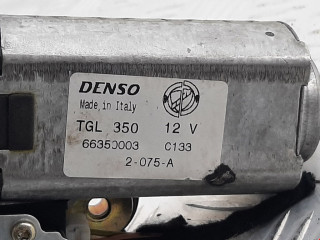 DENSO
Made in Italy
TGL 350 12 V
66350003 C133
2-075-A